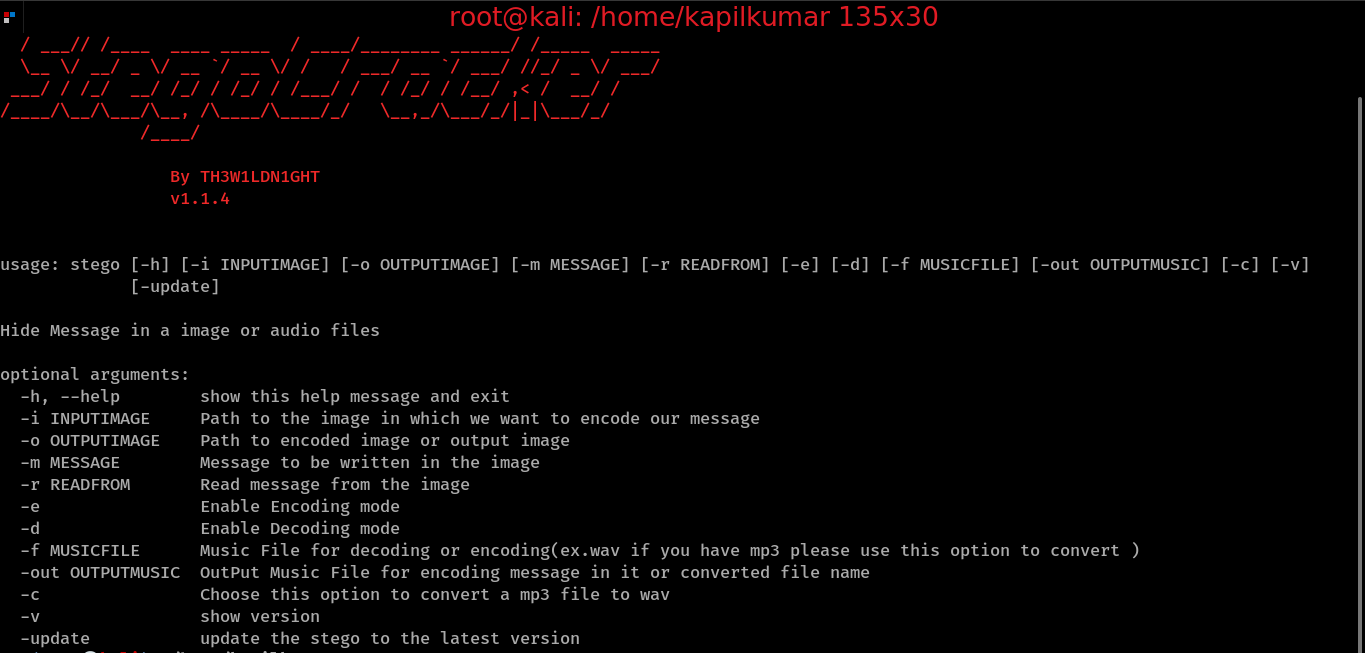 root@kali: /home/kapilkumar 135x30
  / ___// /____  ____ _____  / ____/________ ______/ /_____  _____
  \__ \/ __/ _ \/ __ `/ __ \/ /   / ___/ __ `/ ___/ //_/ _ \/ ___/
 ___/ / /_/  __/ /_/ / /_/ / /___/ /  / /_/ / /__/ ,< /  __/ /
/____/\__/\___/\__, /\____/\____/_/   \__,_/\___/_/|_|\___/_/
              /____/
By TH3W1LDN1GHT
v1.1.4
usage: stego [-h] [-i INPUTIMAGE] [-o OUTPUTIMAGE] [-m MESSAGE] [-r READFROM] [-e] [-d] [-f MUSICFILE] [-out OUTPUTMUSIC] [-c] [-v]
[-update]
Hide Message in a image or audio files
optional arguments:
-h, --help        show this help message and exit
-i INPUTIMAGE     Path to the image in which we want to encode our message
-o OUTPUTIMAGE    Path to encoded image or output image
-m MESSAGE        Message to be written in the image
-r READFROM       Read message from the image
-e                Enable Encoding mode
-d                Enable Decoding mode
-f MUSICFILE      Music File for decoding or encoding(ex.wav if you have mp3 please use this option to convert )
-out OUTPUTMUSIC  OutPut Music File for encoding message in it or converted file name
-c                Choose this option to convert a mp3 file to wav
-v                show version
-update           update the stego to the latest version